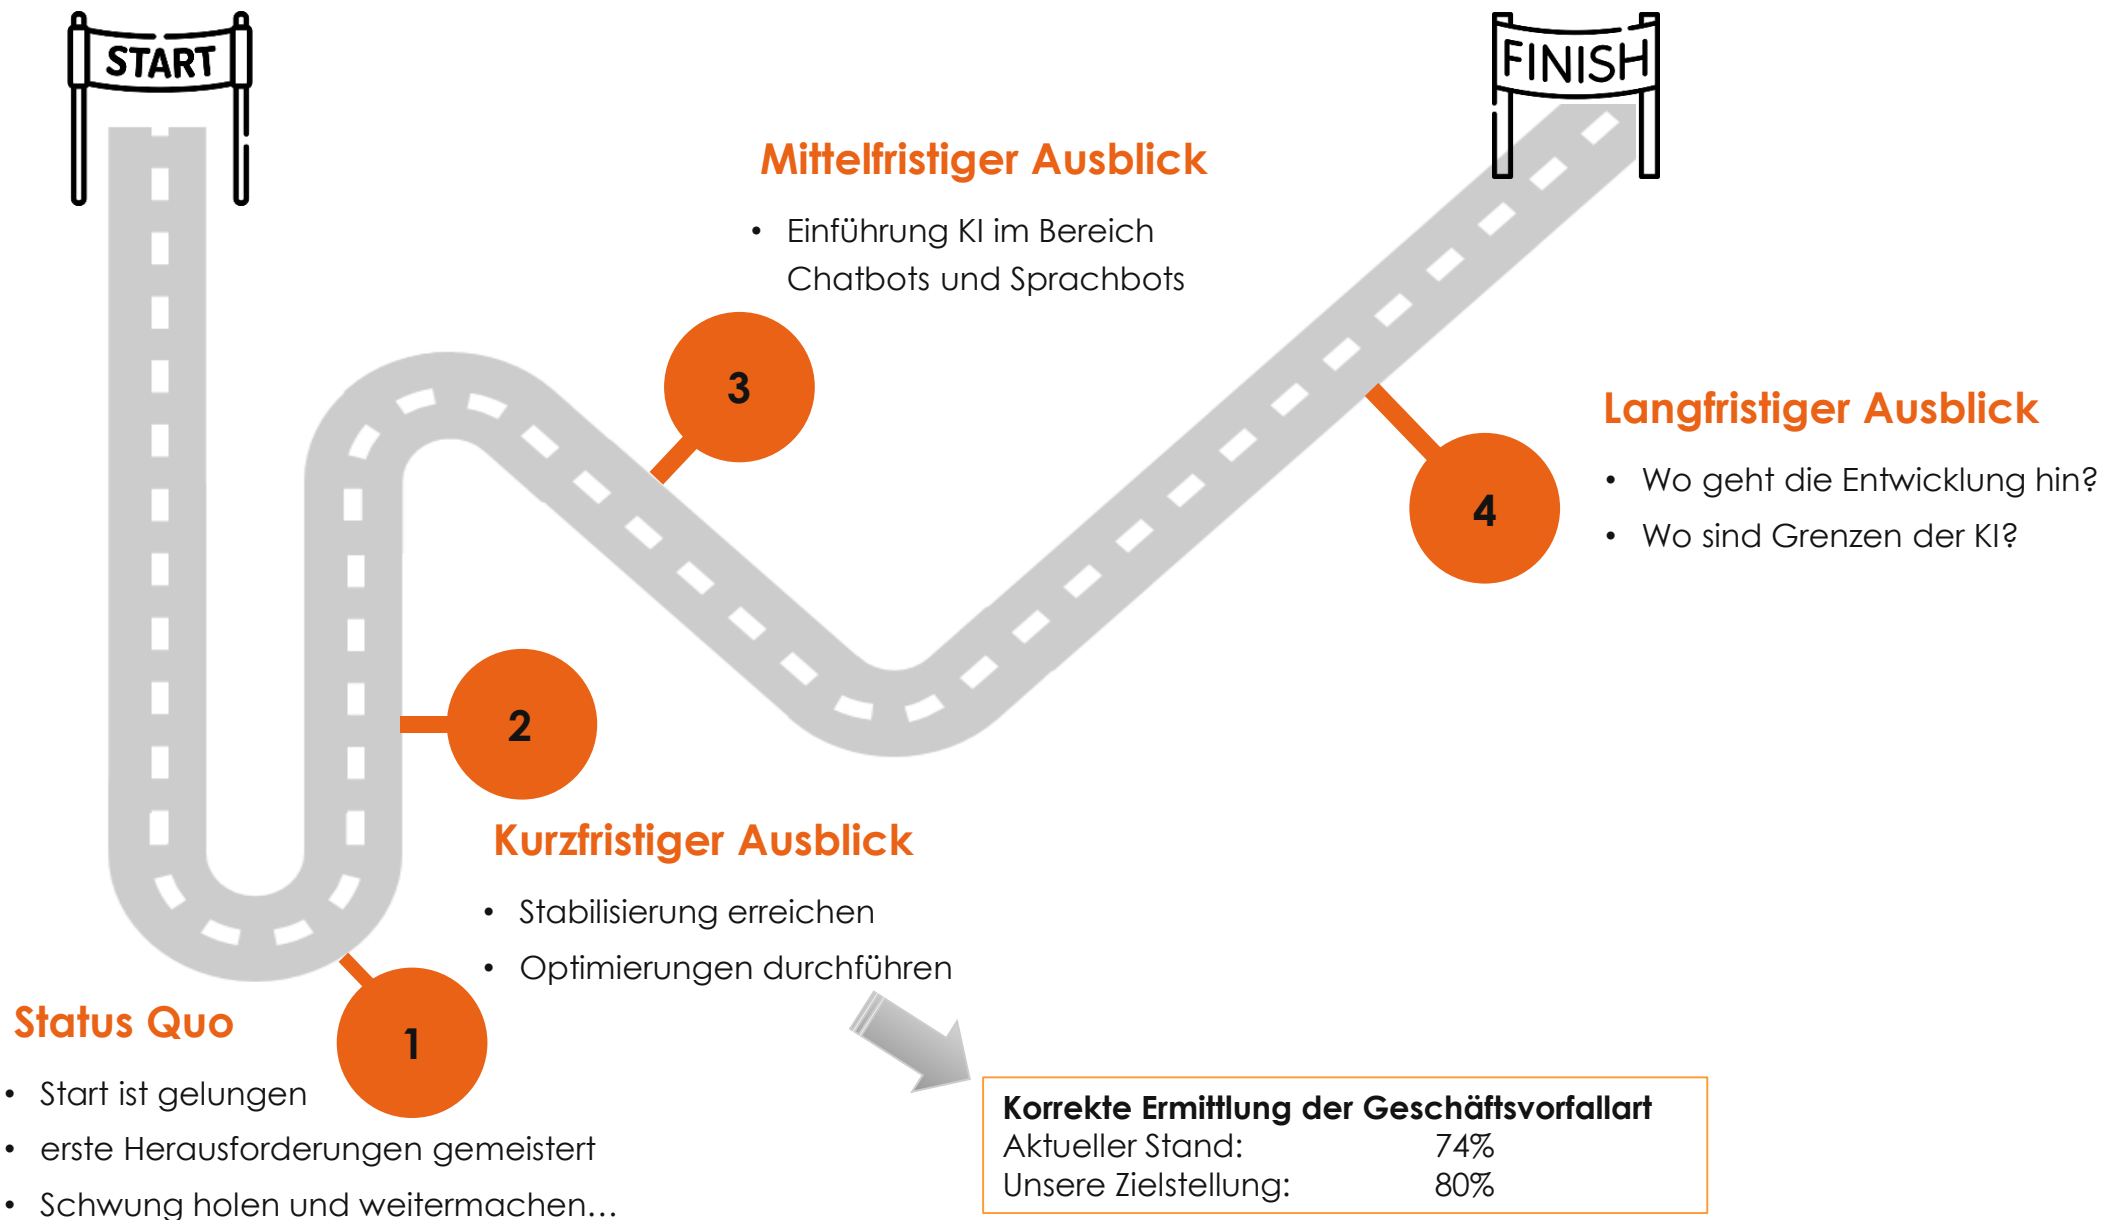 START
FINISH
Mittelfristiger Ausblick
• Einführung KI im Bereich
Chatbots und Sprachbots
3
Langfristiger Ausblick
• Wo geht die Entwicklung hin?
• Wo sind Grenzen der KI?
4
2
Kurzfristiger Ausblick
• Stabilisierung erreichen
• Optimierungen durchführen
1
Status Quo
• Start ist gelungen
• erste Herausforderungen gemeistert
• Schwung holen und weitermachen…
Korrekte Ermittlung der Geschäftsvorfallart
Aktueller Stand: 74%
Unsere Zielstellung: 80%